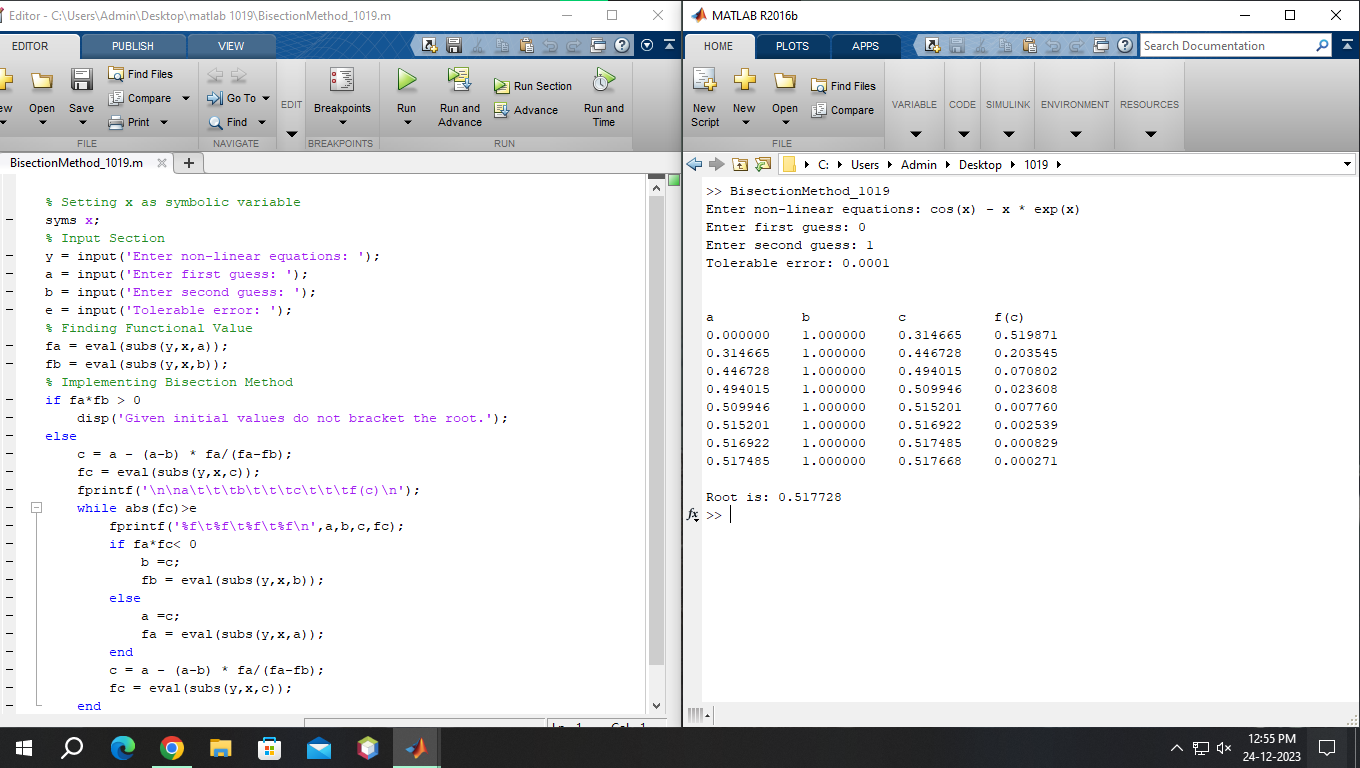 Editor - C:\Users\Admin\Desktop\matlab 1019\BisectionMethod_1019.m
EDITOR PUBLISH VIEW
Open Save
Find Files
Compare
Print
FILE
Go To
Find
NAVIGATE
EDIT
Breakpoints
BREAKPOINTS
Run
Run and Advance
Run Section
Advance
Run and Time
RUN
BisectionMethod_1019.m
% Setting x as symbolic variable
syms x;
% Input Section
y = input('Enter non-linear equations: ');
a = input('Enter first guess: ');
b = input('Enter second guess: ');
e = input('Tolerable error: ');
% Finding Functional Value
fa = eval(subs(y,x,a));
fb = eval(subs(y,x,b));
% Implementing Bisection Method
if fa*fb > 0
disp('Given initial values do not bracket the root.');
else
c = a - (a-b) * fa/(fa-fb);
fc = eval(subs(y,x,c));
fprintf('\n\na\t\t\tb\t\t\tc\t\t\tf(c)\n');
while abs(fc)>e
fprintf('%f\t%f\t%f\t%f\n',a,b,c,fc);
if fa*fc< 0
b =c;
fb = eval(subs(y,x,b));
else
a =c;
fa = eval(subs(y,x,a));
end
c = a - (a-b) * fa/(fa-fb);
fc = eval(subs(y,x,c));
end
MATLAB R2016b
HOME PLOTS APPS
Search Documentation
New Script
New
Open
Find Files
Compare
FILE
VARIABLE
CODE
SIMULINK
ENVIRONMENT
RESOURCES
C: Users Admin Desktop 1019
>> BisectionMethod_1019
Enter non-linear equations: cos(x) - x * exp(x)
Enter first guess: 0
Enter second guess: 1
Tolerable error: 0.0001
a b c f(c)
0.000000 1.000000 0.314665 0.519871
0.314665 1.000000 0.446728 0.203545
0.446728 1.000000 0.494015 0.070802
0.494015 1.000000 0.509946 0.023608
0.509946 1.000000 0.515201 0.007760
0.515201 1.000000 0.516922 0.002539
0.516922 1.000000 0.517485 0.000829
0.517485 1.000000 0.517668 0.000271
Root is: 0.517728
fx >>
12:55 PM
24-12-2023